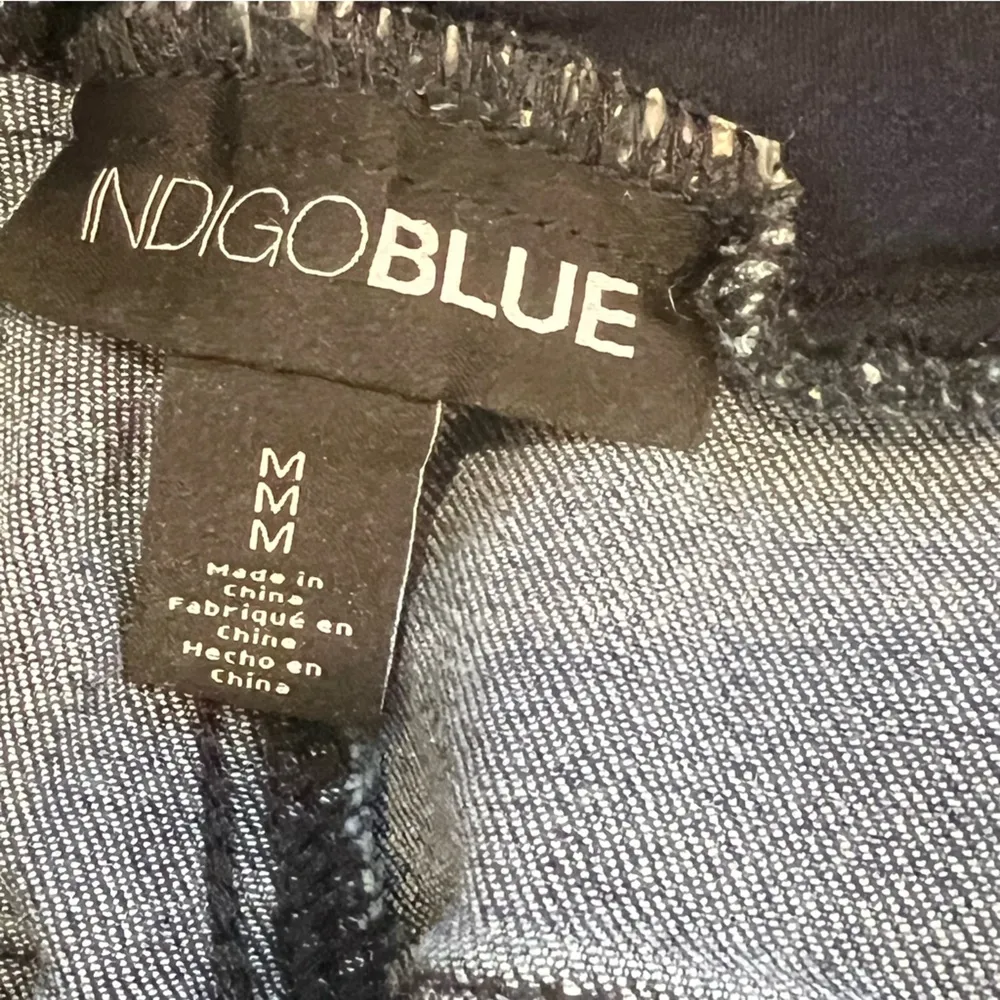 INDIGOBLUE
M
M
M
Made in
China
Fabriqué en
Chine
Hecho en
China